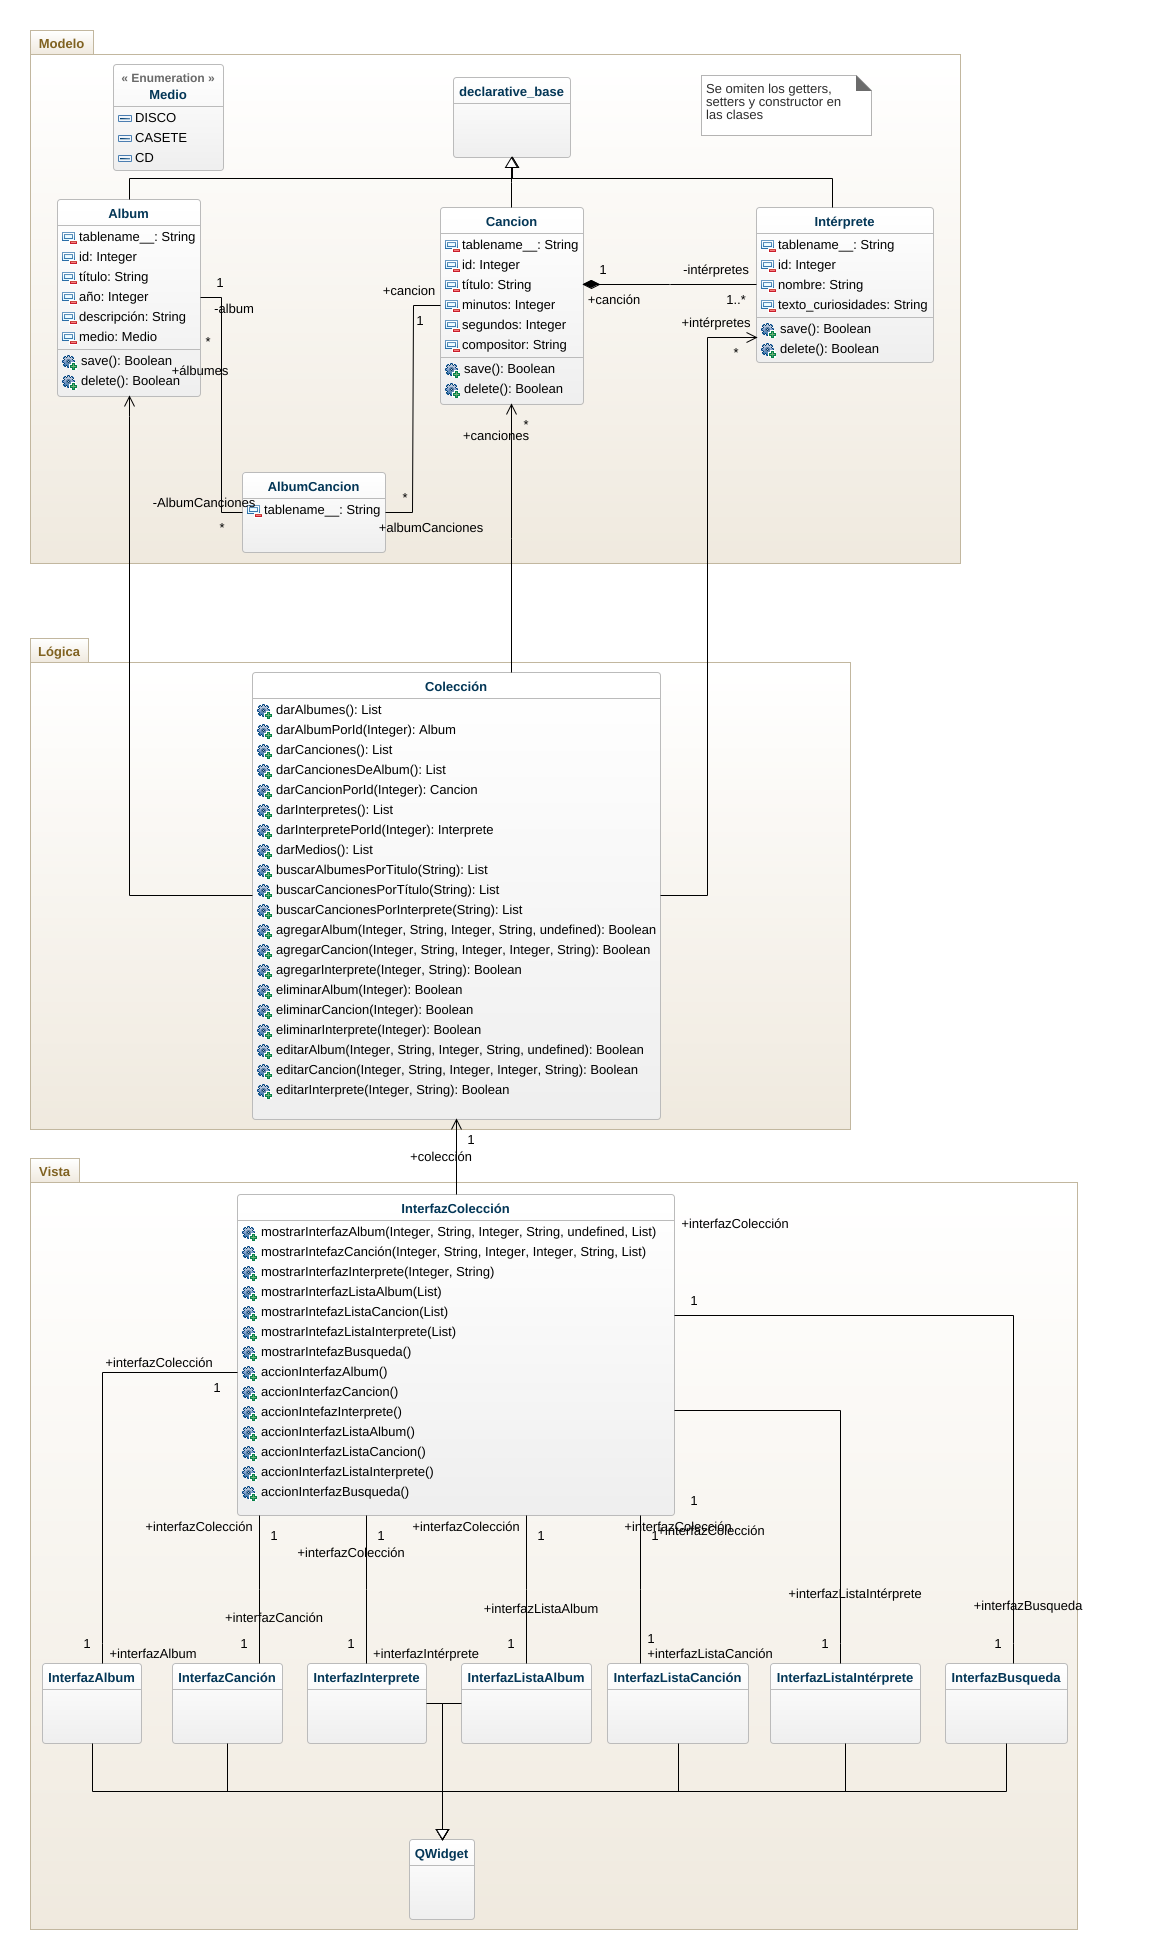 Modelo
« Enumeration »
Medio
DISCO
CASETE
CD
declarative_base
Se omiten los getters,
setters y constructor en
las clases
Album
tablename__: String
id: Integer
título: String
año: Integer
descripción: String
medio: Medio
save(): Boolean
delete(): Boolean
1
-album
*
+álbumes
Cancion
tablename__: String
id: Integer
título: String
minutos: Integer
segundos: Integer
compositor: String
save(): Boolean
delete(): Boolean
+cancion
1
1
+canción
-intérpretes
1..*
+intérpretes
*
Intérprete
tablename__: String
id: Integer
nombre: String
texto_curiosidades: String
save(): Boolean
delete(): Boolean
*
+canciones
AlbumCancion
tablename__: String
-AlbumCanciones
*
*
+albumCanciones
Lógica
Colección
darAlbumes(): List
darAlbumPorId(Integer): Album
darCanciones(): List
darCancionesDeAlbum(): List
darCancionPorId(Integer): Cancion
darInterpretes(): List
darInterpretePorId(Integer): Interprete
darMedios(): List
buscarAlbumesPorTitulo(String): List
buscarCancionesPorTítulo(String): List
buscarCancionesPorInterprete(String): List
agregarAlbum(Integer, String, Integer, String, undefined): Boolean
agregarCancion(Integer, String, Integer, Integer, String): Boolean
agregarInterprete(Integer, String): Boolean
eliminarAlbum(Integer): Boolean
eliminarCancion(Integer): Boolean
eliminarInterprete(Integer): Boolean
editarAlbum(Integer, String, Integer, String, undefined): Boolean
editarCancion(Integer, String, Integer, Integer, String): Boolean
editarInterprete(Integer, String): Boolean
1
+colección
Vista
InterfazColección
mostrarInterfazAlbum(Integer, String, Integer, String, undefined, List)
mostrarIntefazCanción(Integer, String, Integer, Integer, String, List)
mostrarInterfazInterprete(Integer, String)
mostrarInterfazListaAlbum(List)
mostrarIntefazListaCancion(List)
mostrarIntefazListaInterprete(List)
mostrarIntefazBusqueda()
accionInterfazAlbum()
accionInterfazCancion()
accionIntefazInterprete()
accionInterfazListaAlbum()
accionInterfazListaCancion()
accionInterfazListaInterprete()
accionInterfazBusqueda()
+interfazColección
1
+interfazColección
1
1
+interfazColección
1
+interfazColección
1
+interfazColección
1
+interfazColección
1
+interfazColección
+interfazListaIntérprete
+interfazBusqueda
+interfazListaAlbum
+interfazCanción
1
+interfazAlbum
1
1
+interfazIntérprete
1
1
+interfazListaCanción
1
1
InterfazAlbum
InterfazCanción
InterfazInterprete
InterfazListaAlbum
InterfazListaCanción
InterfazListaIntérprete
InterfazBusqueda
QWidget